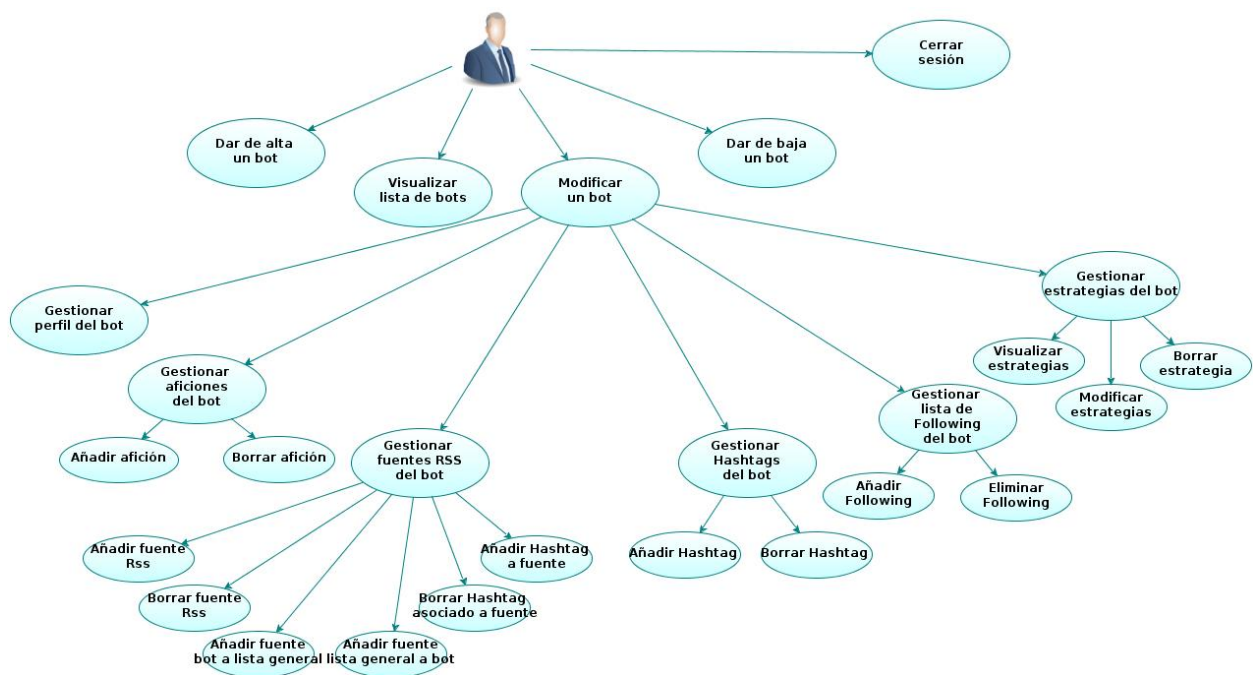 Cerrar
sesión
Dar de alta
un bot
Visualizar
lista de bots
Modificar
un bot
Dar de baja
un bot
Gestionar
perfil del bot
Gestionar
estrategias del bot
Visualizar
estrategias
Modificar
estrategias
Borrar
estrategia
Gestionar
aficiones
del bot
Añadir afición
Borrar afición
Gestionar
fuentes RSS
del bot
Gestionar
Hashtags
del bot
Gestionar
lista de
Following
del bot
Añadir
Following
Eliminar
Following
Añadir fuente
Rss
Borrar fuente
Rss
Añadir fuente
bot a lista general
Añadir fuente
lista general a bot
Borrar Hashtag
asociado a fuente
Añadir Hashtag
a fuente
Añadir Hashtag
Borrar Hashtag